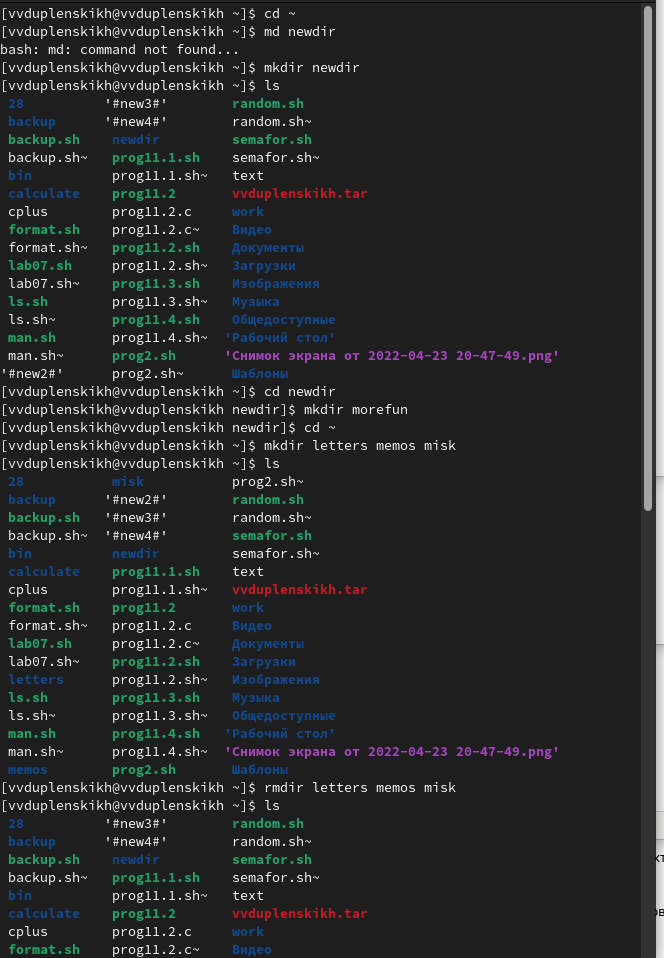 [vvduplenskikh@vvduplenskikh ~]$ cd ~
[vvduplenskikh@vvduplenskikh ~]$ md newdir
bash: md: command not found...
[vvduplenskikh@vvduplenskikh ~]$ mkdir newdir
[vvduplenskikh@vvduplenskikh ~]$ ls
28 '#new3#' random.sh
backup '#new4#' random.sh~
backup.sh newdir semafor.sh
backup.sh~ prog11.1.sh semafor.sh~
bin prog11.1.sh~ text
calculate prog11.2 vvduplenskikh.tar
cplus prog11.2.c work
format.sh prog11.2.c~ Видео
format.sh~ prog11.2.sh Документы
lab07.sh prog11.2.sh~ Загрузки
lab07.sh~ prog11.3.sh Изображения
ls.sh prog11.3.sh~ Музыка
ls.sh~ prog11.4.sh Общедоступные
man.sh prog11.4.sh~ 'Рабочий стол'
man.sh~ prog2.sh 'Снимок экрана от 2022-04-23 20-47-49.png'
'#new2#' prog2.sh~ Шаблоны
[vvduplenskikh@vvduplenskikh ~]$ cd newdir
[vvduplenskikh@vvduplenskikh newdir]$ mkdir morefun
[vvduplenskikh@vvduplenskikh newdir]$ cd ~
[vvduplenskikh@vvduplenskikh ~]$ mkdir letters memos misk
[vvduplenskikh@vvduplenskikh ~]$ ls
28 misk prog2.sh~
backup '#new2#' random.sh
backup.sh '#new3#' random.sh~
backup.sh~ '#new4#' semafor.sh
bin newdir semafor.sh~
calculate prog11.1.sh text
cplus prog11.1.sh~ vvduplenskikh.tar
format.sh prog11.2 work
format.sh~ prog11.2.c Видео
lab07.sh prog11.2.c~ Документы
lab07.sh~ prog11.2.sh Загрузки
letters prog11.2.sh~ Изображения
ls.sh prog11.3.sh Музыка
ls.sh~ prog11.3.sh~ Общедоступные
man.sh prog11.4.sh 'Рабочий стол'
man.sh~ prog11.4.sh~ 'Снимок экрана от 2022-04-23 20-47-49.png'
memos prog2.sh Шаблоны
[vvduplenskikh@vvduplenskikh ~]$ rmdir letters memos misk
[vvduplenskikh@vvduplenskikh ~]$ ls
28 '#new3#' random.sh
backup '#new4#' random.sh~
backup.sh newdir semafor.sh
backup.sh~ prog11.1.sh semafor.sh~
bin prog11.1.sh~ text
calculate prog11.2 vvduplenskikh.tar
cplus prog11.2.c work
format.sh prog11.2.c~ Видео